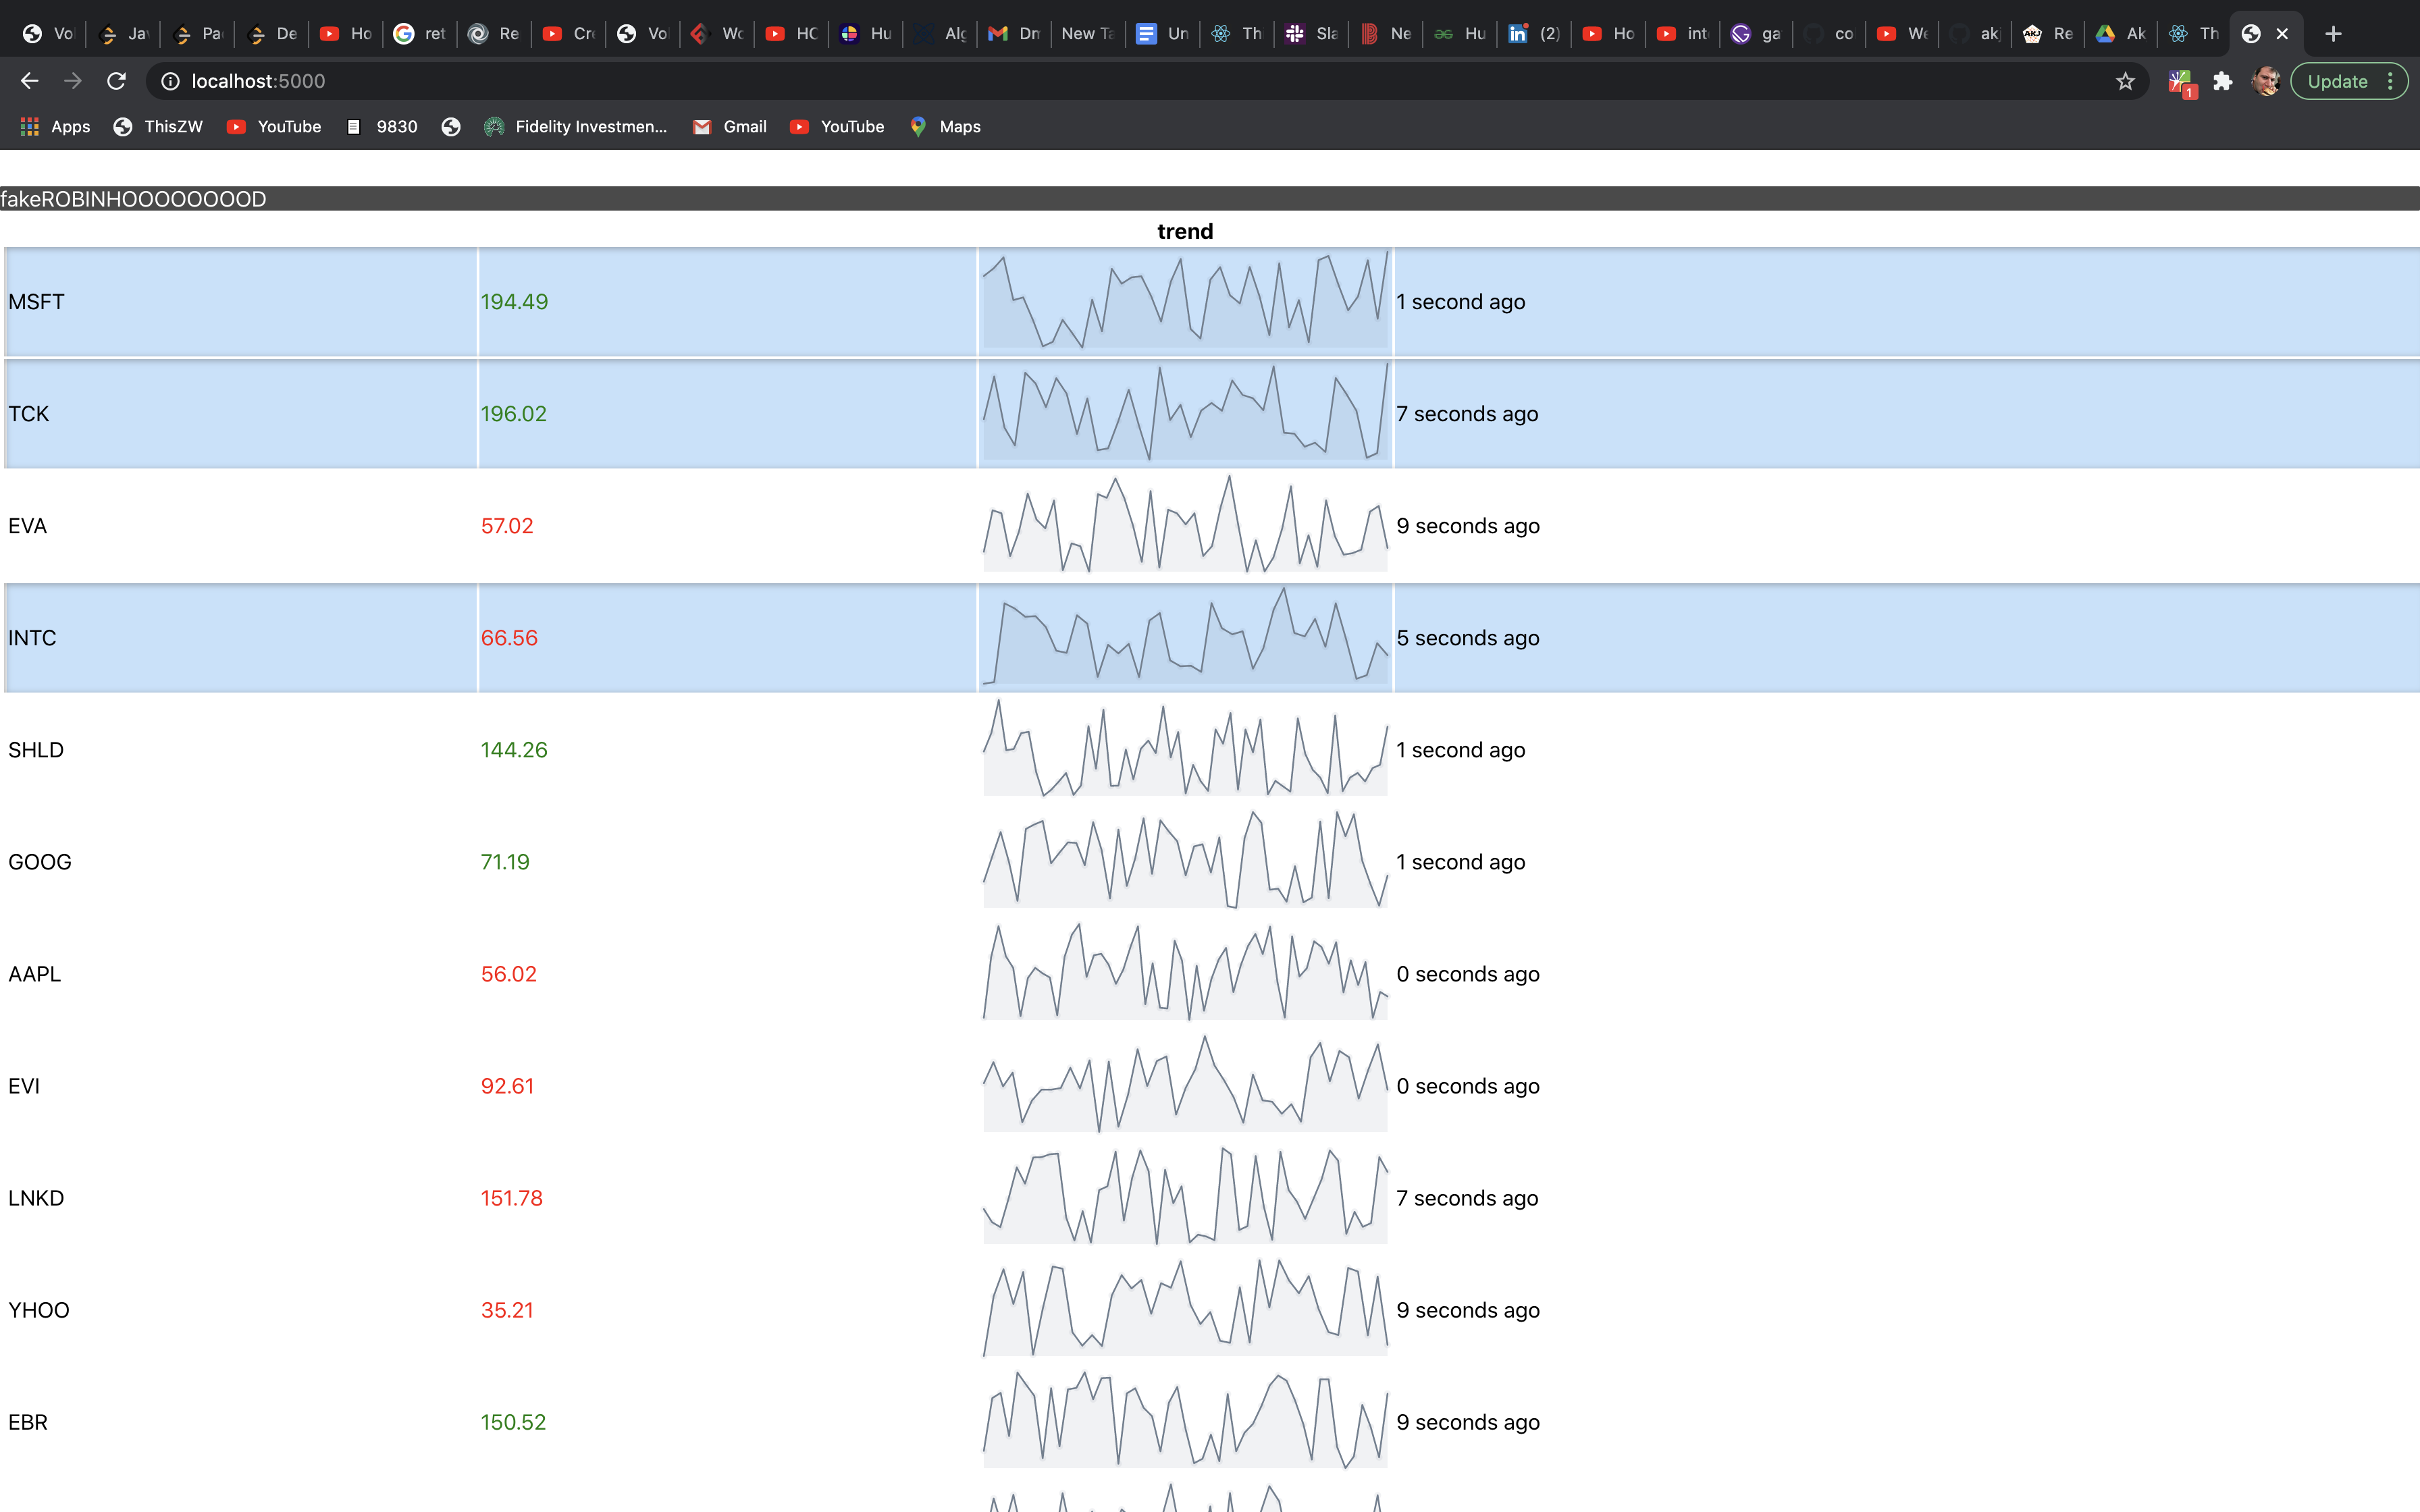 Vo Ja Pa De Ho ret Re Cre Vo Wo HC Hu Alg Dr New Ta Un Th Sla Ne Hu (2) Ho int ga co We ak Re Ak Th
localhost:5000 Update
1
Apps ThisZW YouTube 9830 Fidelity Investmen... Gmail YouTube Maps
fakeROBINHOOOOOOOOD
trend
MSFT 194.49 1 second ago
TCK 196.02 7 seconds ago
EVA 57.02 9 seconds ago
INTC 66.56 5 seconds ago
SHLD 144.26 1 second ago
GOOG 71.19 1 second ago
AAPL 56.02 0 seconds ago
EVI 92.61 0 seconds ago
LNKD 151.78 7 seconds ago
YHOO 35.21 9 seconds ago
EBR 150.52 9 seconds ago